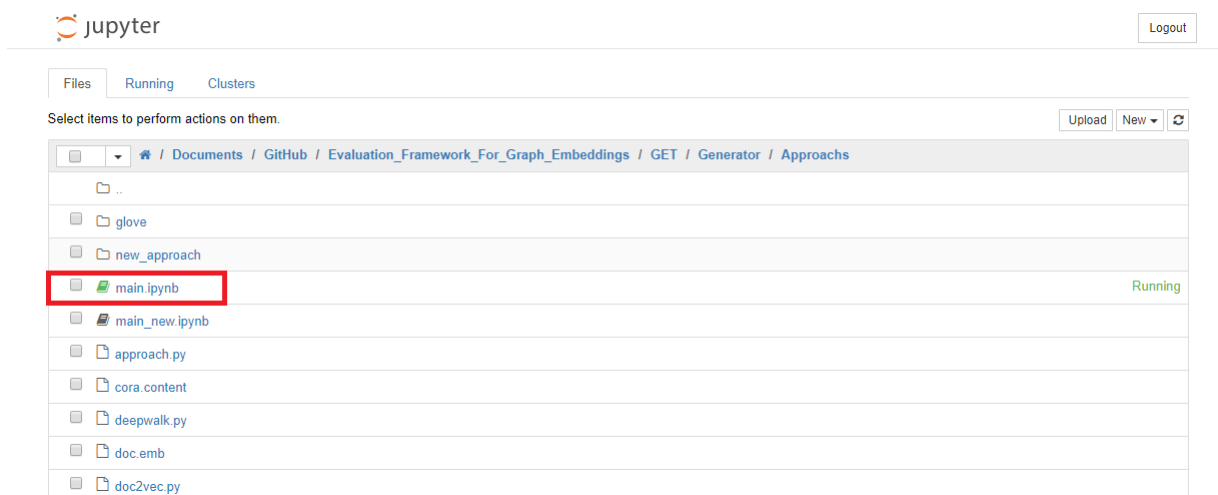 jupyter
Logout
Files Running Clusters
Select items to perform actions on them.
Upload New
/ Documents / GitHub / Evaluation_Framework_For_Graph_Embeddings / GET / Generator / Approachs
..
glove
new_approach
main.ipynb Running
main_new.ipynb
approach.py
cora.content
deepwalk.py
doc.emb
doc2vec.py